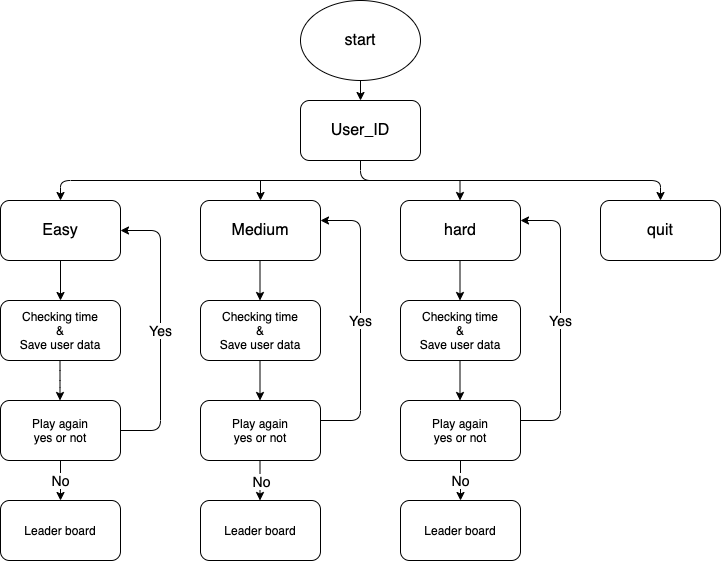 start
User_ID
Easy
Medium
hard
quit
Checking time
&
Save user data
Checking time
&
Save user data
Checking time
&
Save user data
Yes
Yes
Yes
Play again
yes or not
Play again
yes or not
Play again
yes or not
No
No
No
Leader board
Leader board
Leader board